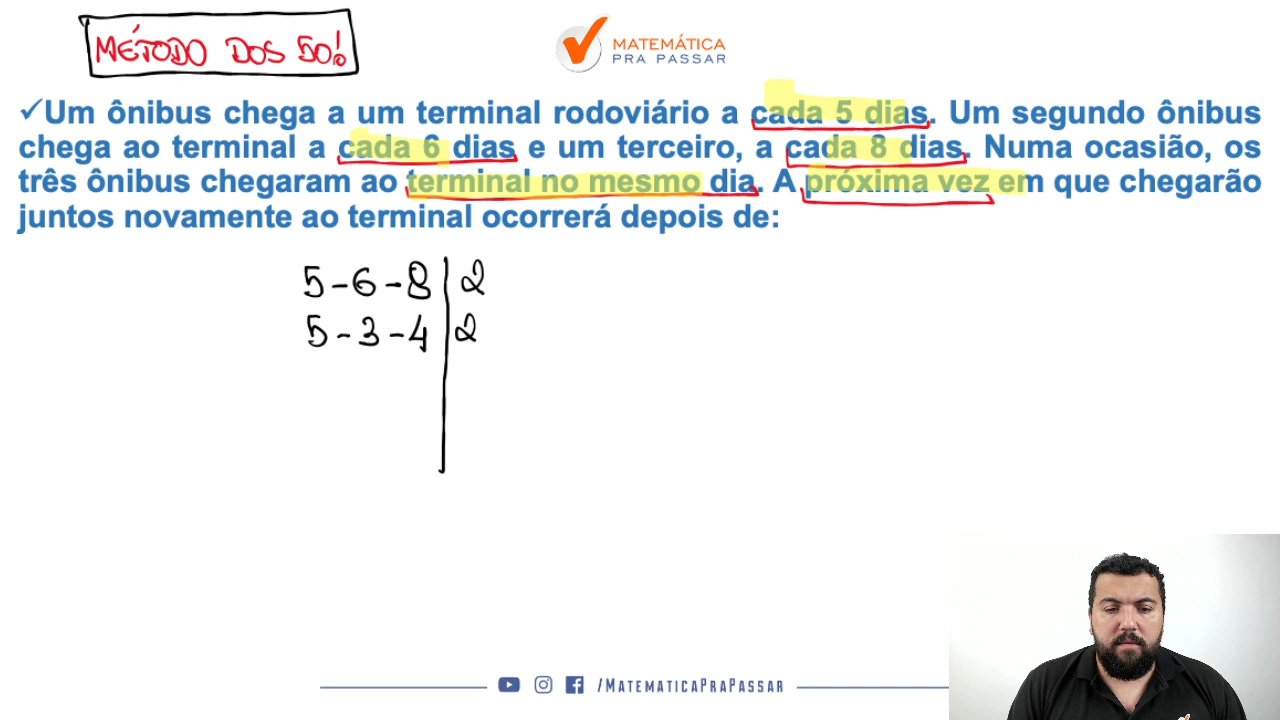 MÉTODO DOS 50!
MATEMÁTICA
PRA PASSAR
✓Um ônibus chega a um terminal rodoviário a cada 5 dias. Um segundo ônibus
chega ao terminal a cada 6 dias e um terceiro, a cada 8 dias. Numa ocasião, os
três ônibus chegaram ao terminal no mesmo dia. A próxima vez em que chegarão
juntos novamente ao terminal ocorrerá depois de:
5-6-8 2
5-3-4 2
/MATEMATICAPRAPASSAR